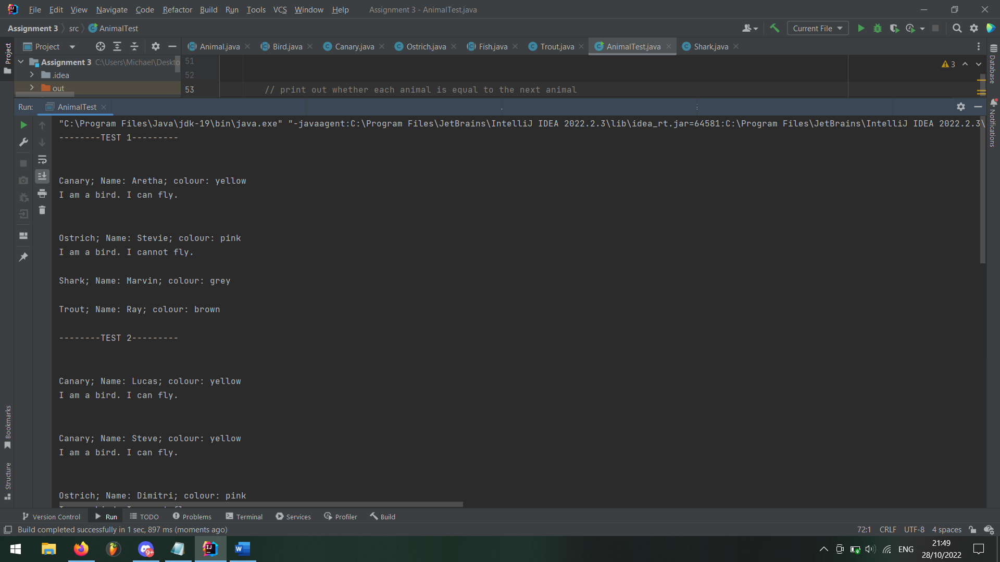 File Edit View Navigate Code Refactor Build Run Tools VCS Window Help Assignment 3 - AnimalTest.java
Assignment 3 src AnimalTest Current File
Project Animal.java Bird.java Canary.java Ostrich.java Fish.java Trout.java AnimalTest.java Shark.java
Project
Assignment 3 C:\Users\Michael\Deskto
.idea
out
51
52
53 // print out whether each animal is equal to the next animal
3
Database
Notifications
Run: AnimalTest
"C:\Program Files\Java\jdk-19\bin\java.exe" "-javaagent:C:\Program Files\JetBrains\IntelliJ IDEA 2022.2.3\lib\idea_rt.jar=64581:C:\Program Files\JetBrains\IntelliJ IDEA 2022.2.3\
--------TEST 1---------
Canary; Name: Aretha; colour: yellow
I am a bird. I can fly.
Ostrich; Name: Stevie; colour: pink
I am a bird. I cannot fly.
Shark; Name: Marvin; colour: grey
Trout; Name: Ray; colour: brown
--------TEST 2---------
Canary; Name: Lucas; colour: yellow
I am a bird. I can fly.
Canary; Name: Steve; colour: yellow
I am a bird. I can fly.
Ostrich; Name: Dimitri; colour: pink
Bookmarks
Structure
Version Control Run TODO Problems Terminal Services Profiler Build
Build completed successfully in 1 sec, 897 ms (moments ago) 72:1 CRLF UTF-8 4 spaces
9+ ENG 21:49
28/10/2022